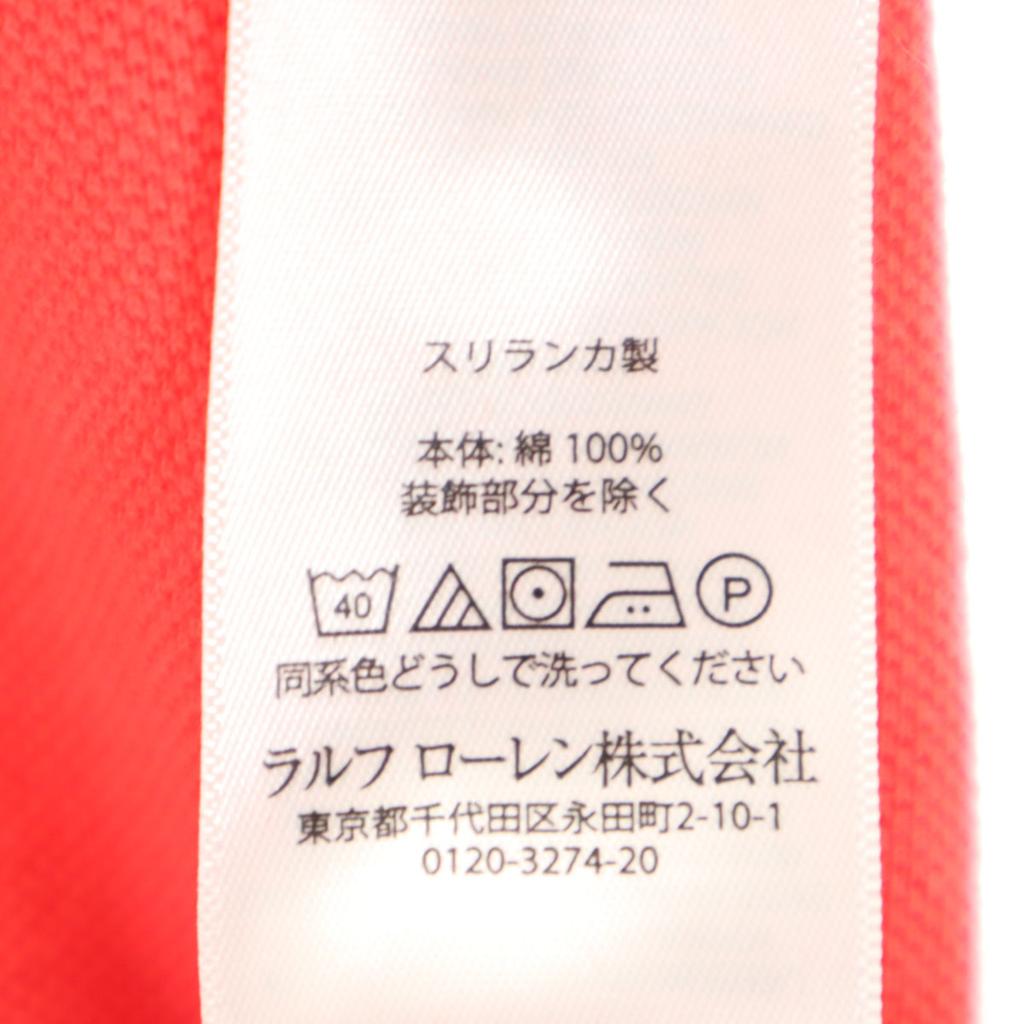 スリランカ製
本体: 綿 100%
装飾部分を除く
40 P
同系色どうしで洗ってください
ラルフ ローレン株式会社
東京都千代田区永田町2-10-1
0120-3274-20